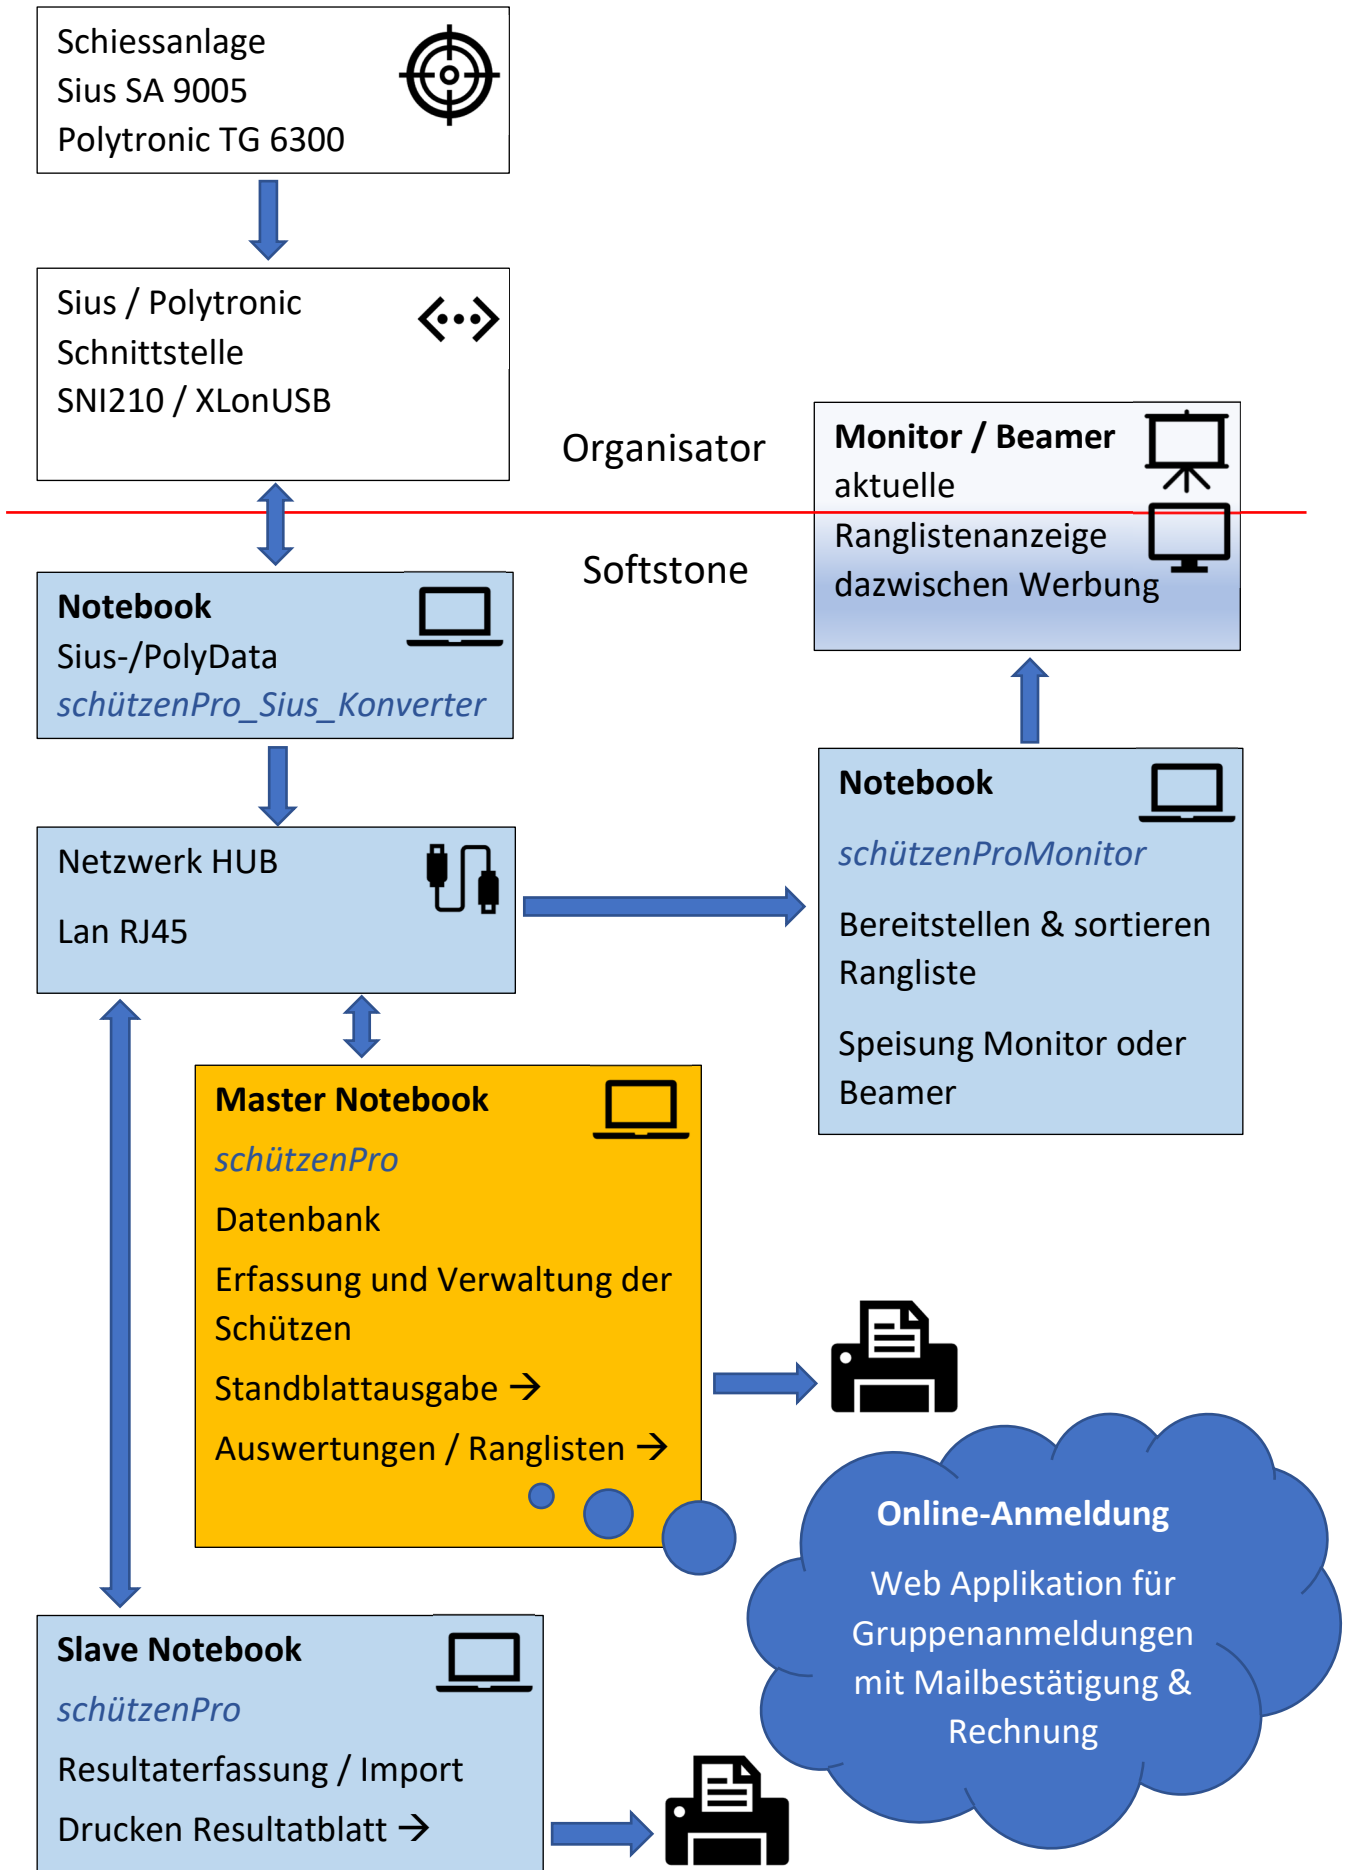 Schiessanlage
Sius SA 9005
Polytronic TG 6300
Sius / Polytronic
Schnittstelle
SNI210 / XLonUSB
Organisator
Monitor / Beamer
aktuelle
Ranglistenanzeige
dazwischen Werbung
Softstone
Notebook
Sius-/PolyData
schützenPro_Sius_Konverter
Netzwerk HUB
Lan RJ45
Notebook
schützenProMonitor
Bereitstellen & sortieren
Rangliste
Speisung Monitor oder
Beamer
Master Notebook
schützenPro
Datenbank
Erfassung und Verwaltung der
Schützen
Standblattausgabe →
Auswertungen / Ranglisten →
Online-Anmeldung
Web Applikation für
Gruppenanmeldungen
mit Mailbestätigung &
Rechnung
Slave Notebook
schützenPro
Resultaterfassung / Import
Drucken Resultatblatt →